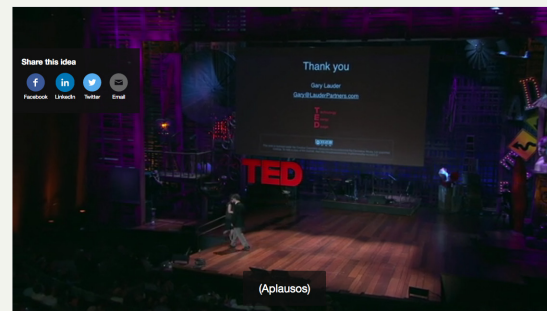 Share this idea
Facebook
LinkedIn
Twitter
Email
Thank you
Gary Lauder
Gary@LauderPartners.com
T
E
D
TED
(Aplausos)